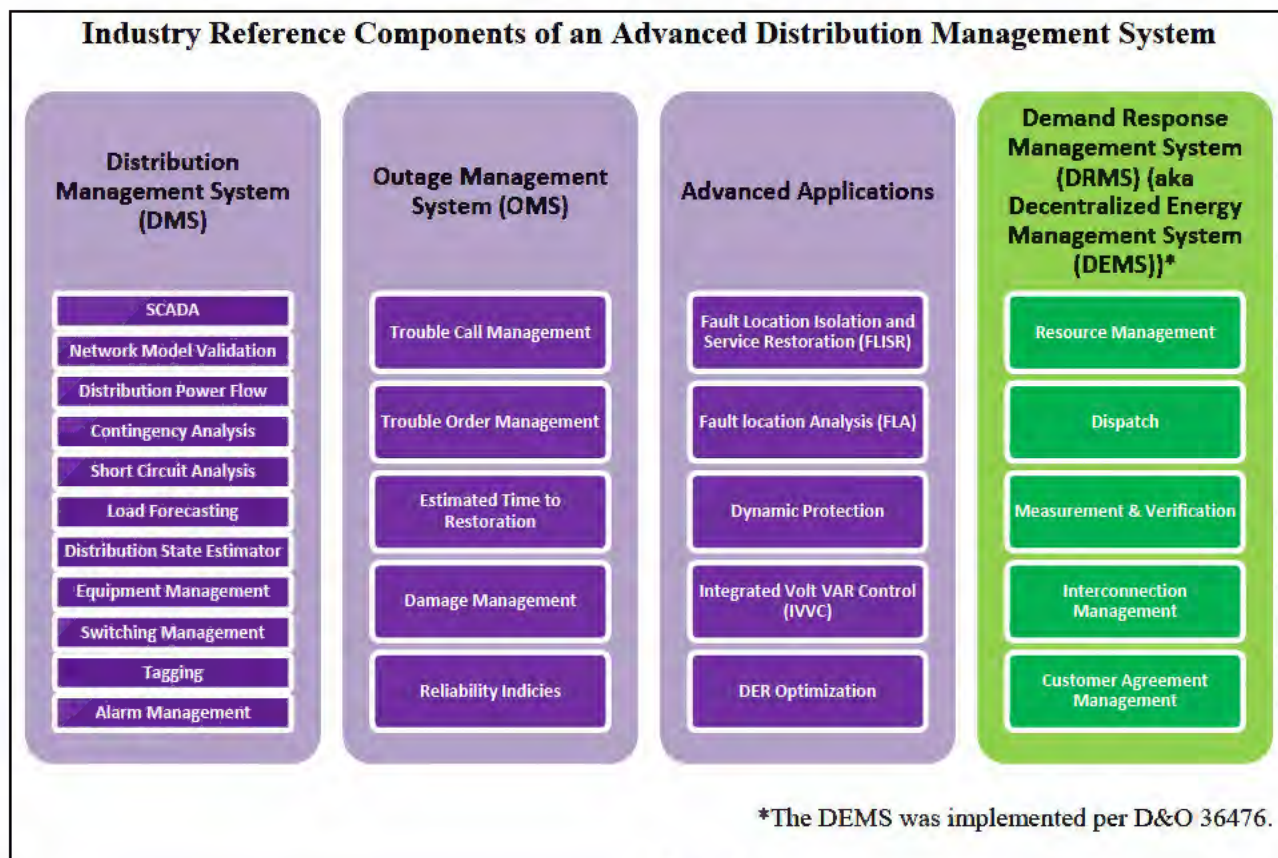 Industry Reference Components of an Advanced Distribution Management System
Distribution
Management System
(DMS)
SCADA
Network Model Validation
Distribution Power Flow
Contingency Analysis
Short Circuit Analysis
Load Forecasting
Distribution State Estimator
Equipment Management
Switching Management
Tagging
Alarm Management
Outage Management
System (OMS)
Trouble Call Management
Trouble Order Management
Estimated Time to
Restoration
Damage Management
Reliability Indicies
Advanced Applications
Fault Location Isolation and
Service Restoration (FLISR)
Fault location Analysis (FLA)
Dynamic Protection
Integrated Volt VAR Control
(IVVC)
DER Optimization
Demand Response
Management System
(DRMS) (aka
Decentralized Energy
Management System
(DEMS))*
Resource Management
Dispatch
Measurement & Verification
Interconnection
Management
Customer Agreement
Management
*The DEMS was implemented per D&O 36476.